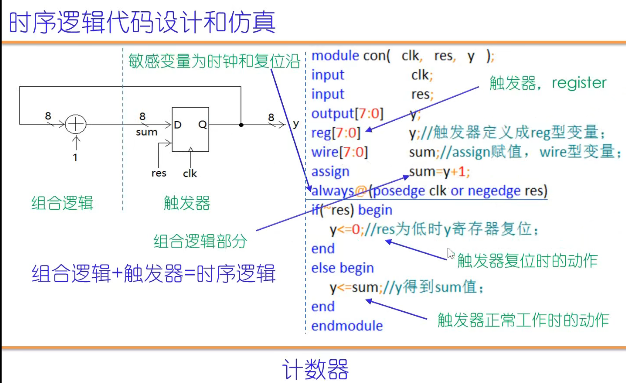 时序逻辑代码设计和仿真
敏感变量为时钟和复位沿
8
8
sum
D
Q
8
y
1
res
clk
组合逻辑
触发器
组合逻辑部分
组合逻辑+触发器=时序逻辑
module con( clk, res, y );
input clk;
input res;
output[7:0] y;
reg[7:0] y;//触发器定义成reg型变量；
wire[7:0] sum;//assign赋值，wire型变量；
assign sum=y+1;
always@(posedge clk or negedge res)
if(~res) begin
y<=0;//res为低时y寄存器复位；
end
else begin
y<=sum;//y得到sum值；
end
endmodule
触发器，register
触发器复位时的动作
触发器正常工作时的动作
计数器